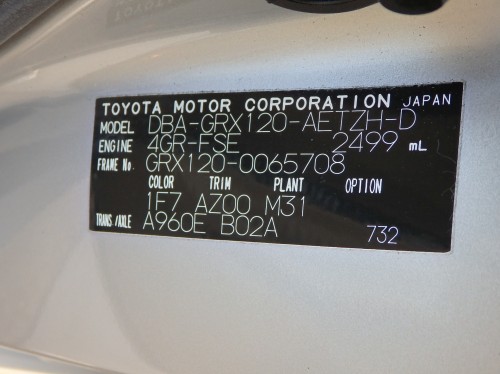 TOYOTA MOTOR CORPORATION JAPAN
MODEL DBA-GRX120-AETZH-D
ENGINE 4GR-FSE 2499 mL
FRAME No GRX120-0065708
COLOR TRIM PLANT OPTION
1F7 AZ00 M31
TRANS./AXLE A960E B02A
732